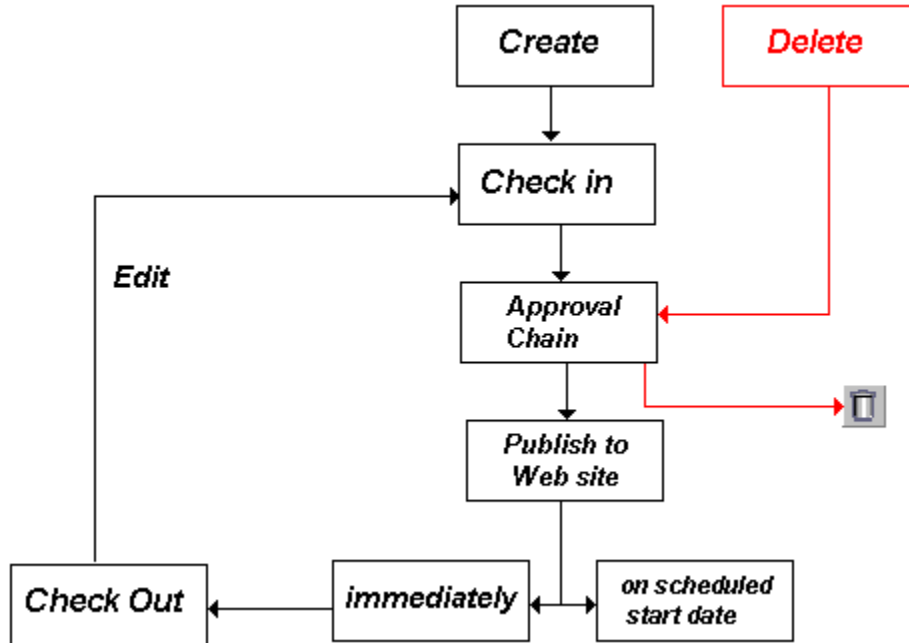 Create
Delete
Check in
Edit
Approval
Chain
Publish to
Web site
Check Out
immediately
on scheduled
start date